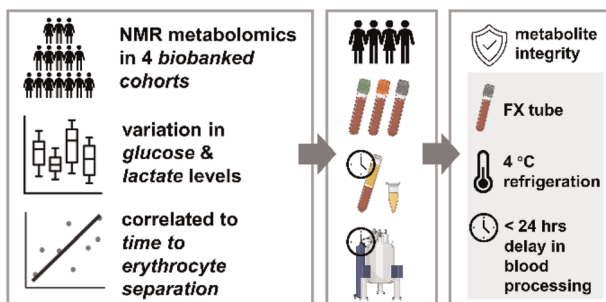 NMR metabolomics
in 4 biobanked
cohorts
variation in
glucose &
lactate levels
correlated to
time to
erythrocyte
separation
metabolite
integrity
FX tube
4 °C
refrigeration
< 24 hrs
delay in
blood
processing